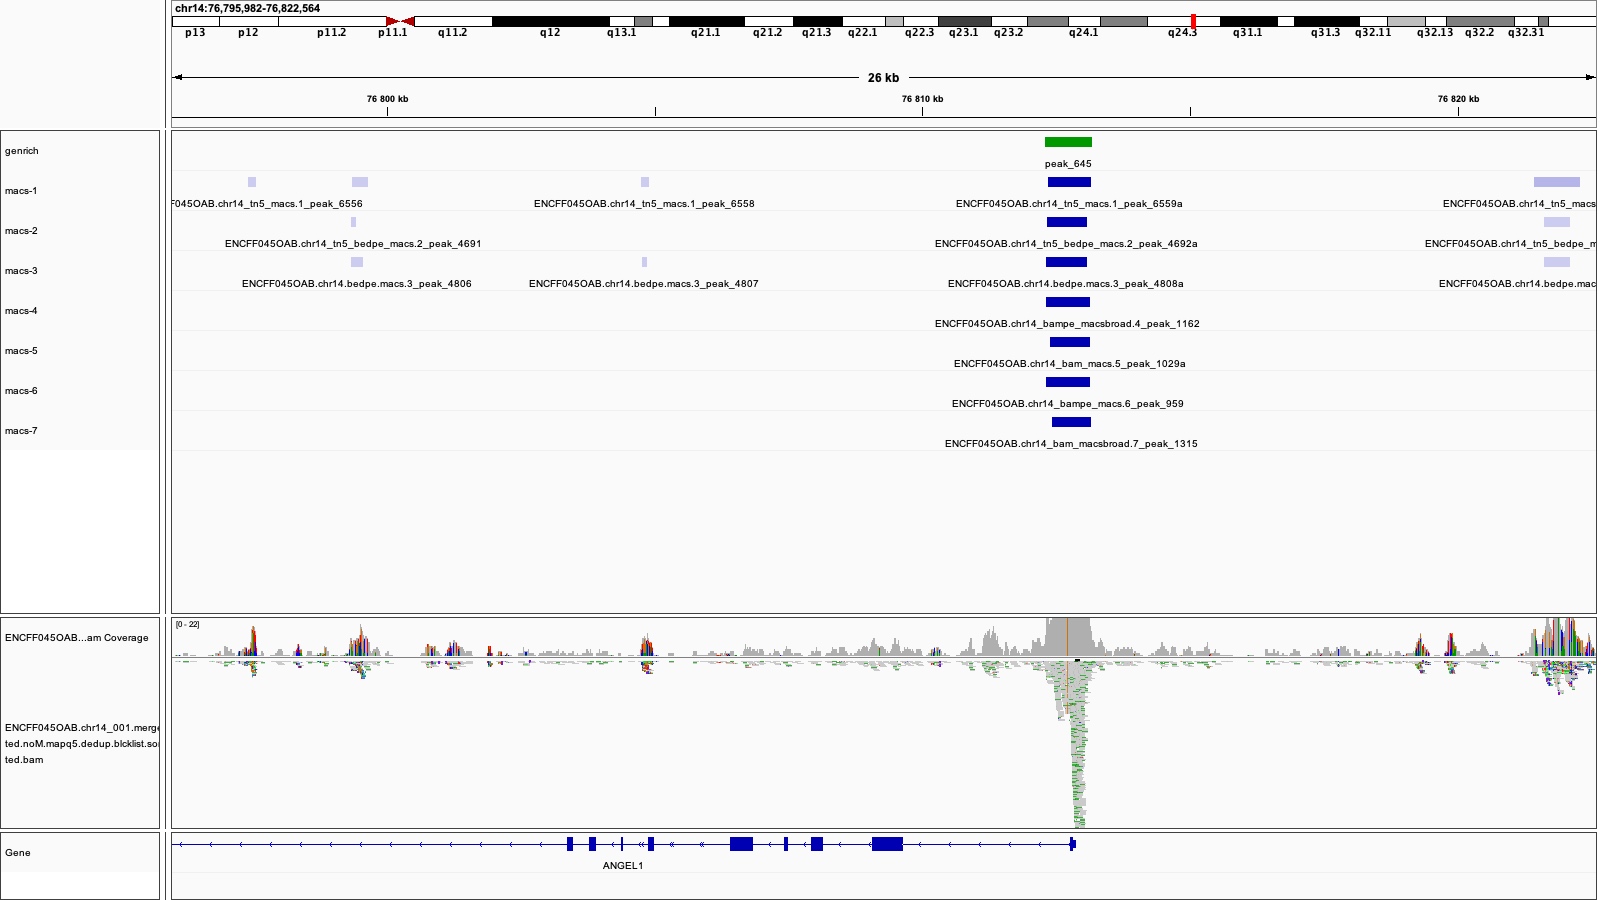 chr14:76,795,982-76,822,564
p13 p12 p11.2 p11.1 q11.2 q12 q13.1 q21.1 q21.2 q21.3 q22.1 q22.3 q23.1 q23.2 q24.1 q24.3 q31.1 q31.3 q32.11 q32.13 q32.2 q32.31
26 kb
76 800 kb 76 810 kb 76 820 kb
genrich
peak_645
macs-1
F045OAB.chr14_tn5_macs.1_peak_6556 ENCFF045OAB.chr14_tn5_macs.1_peak_6558 ENCFF045OAB.chr14_tn5_macs.1_peak_6559a ENCFF045OAB.chr14_tn5_macs
macs-2
ENCFF045OAB.chr14_tn5_bedpe_macs.2_peak_4691 ENCFF045OAB.chr14_tn5_bedpe_macs.2_peak_4692a ENCFF045OAB.chr14_tn5_bedpe_m
macs-3
ENCFF045OAB.chr14.bedpe.macs.3_peak_4806 ENCFF045OAB.chr14.bedpe.macs.3_peak_4807 ENCFF045OAB.chr14.bedpe.macs.3_peak_4808a ENCFF045OAB.chr14.bedpe.mac
macs-4
ENCFF045OAB.chr14_bampe_macsbroad.4_peak_1162
macs-5
ENCFF045OAB.chr14_bam_macs.5_peak_1029a
macs-6
ENCFF045OAB.chr14_bampe_macs.6_peak_959
macs-7
ENCFF045OAB.chr14_bam_macsbroad.7_peak_1315
[0 - 22]
ENCFF045OAB...am Coverage
ENCFF045OAB.chr14_001.merge
ted.noM.mapq5.dedup.blcklist.sor
ted.bam
Gene
ANGEL1